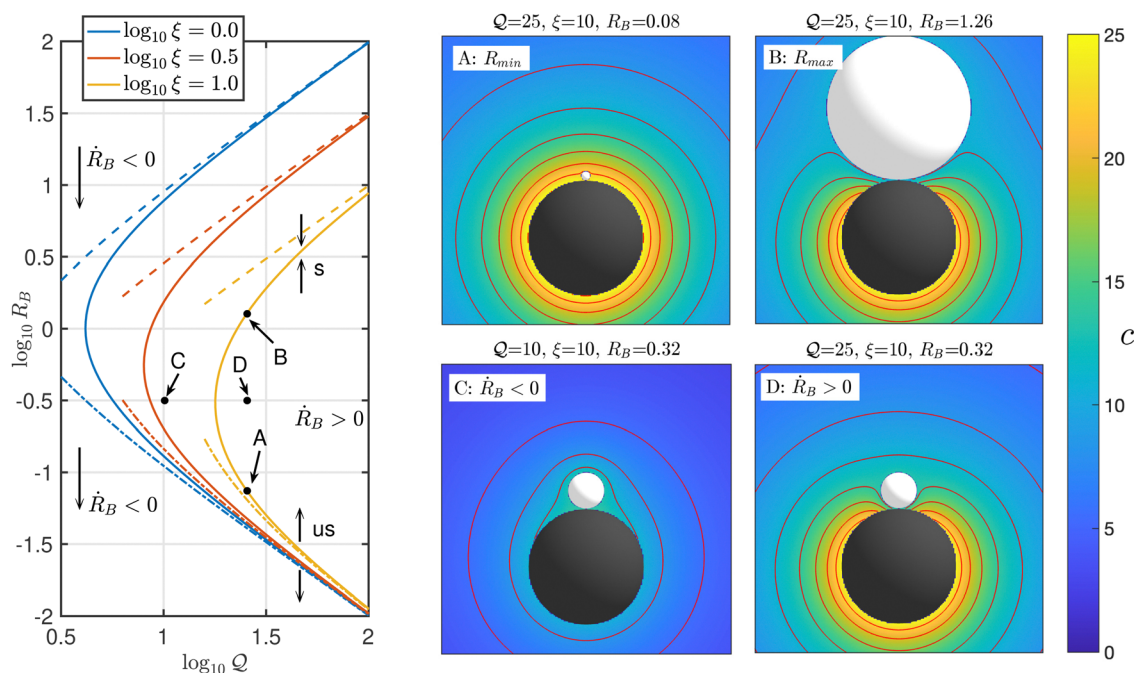 log₁₀ ξ = 0.0
log₁₀ ξ = 0.5
log₁₀ ξ = 1.0
2
1.5
1
0.5
0
-0.5
-1
-1.5
-2
log₁₀ R_B
Ṙ_B < 0
s
B
C
D
Ṙ_B > 0
A
Ṙ_B < 0
us
0.5
1
1.5
2
log₁₀ 𝒬
𝒬=25, ξ=10, R_B=0.08
A: R_min
𝒬=25, ξ=10, R_B=1.26
B: R_max
𝒬=10, ξ=10, R_B=0.32
C: Ṙ_B < 0
𝒬=25, ξ=10, R_B=0.32
D: Ṙ_B > 0
25
20
15
10
5
0
c